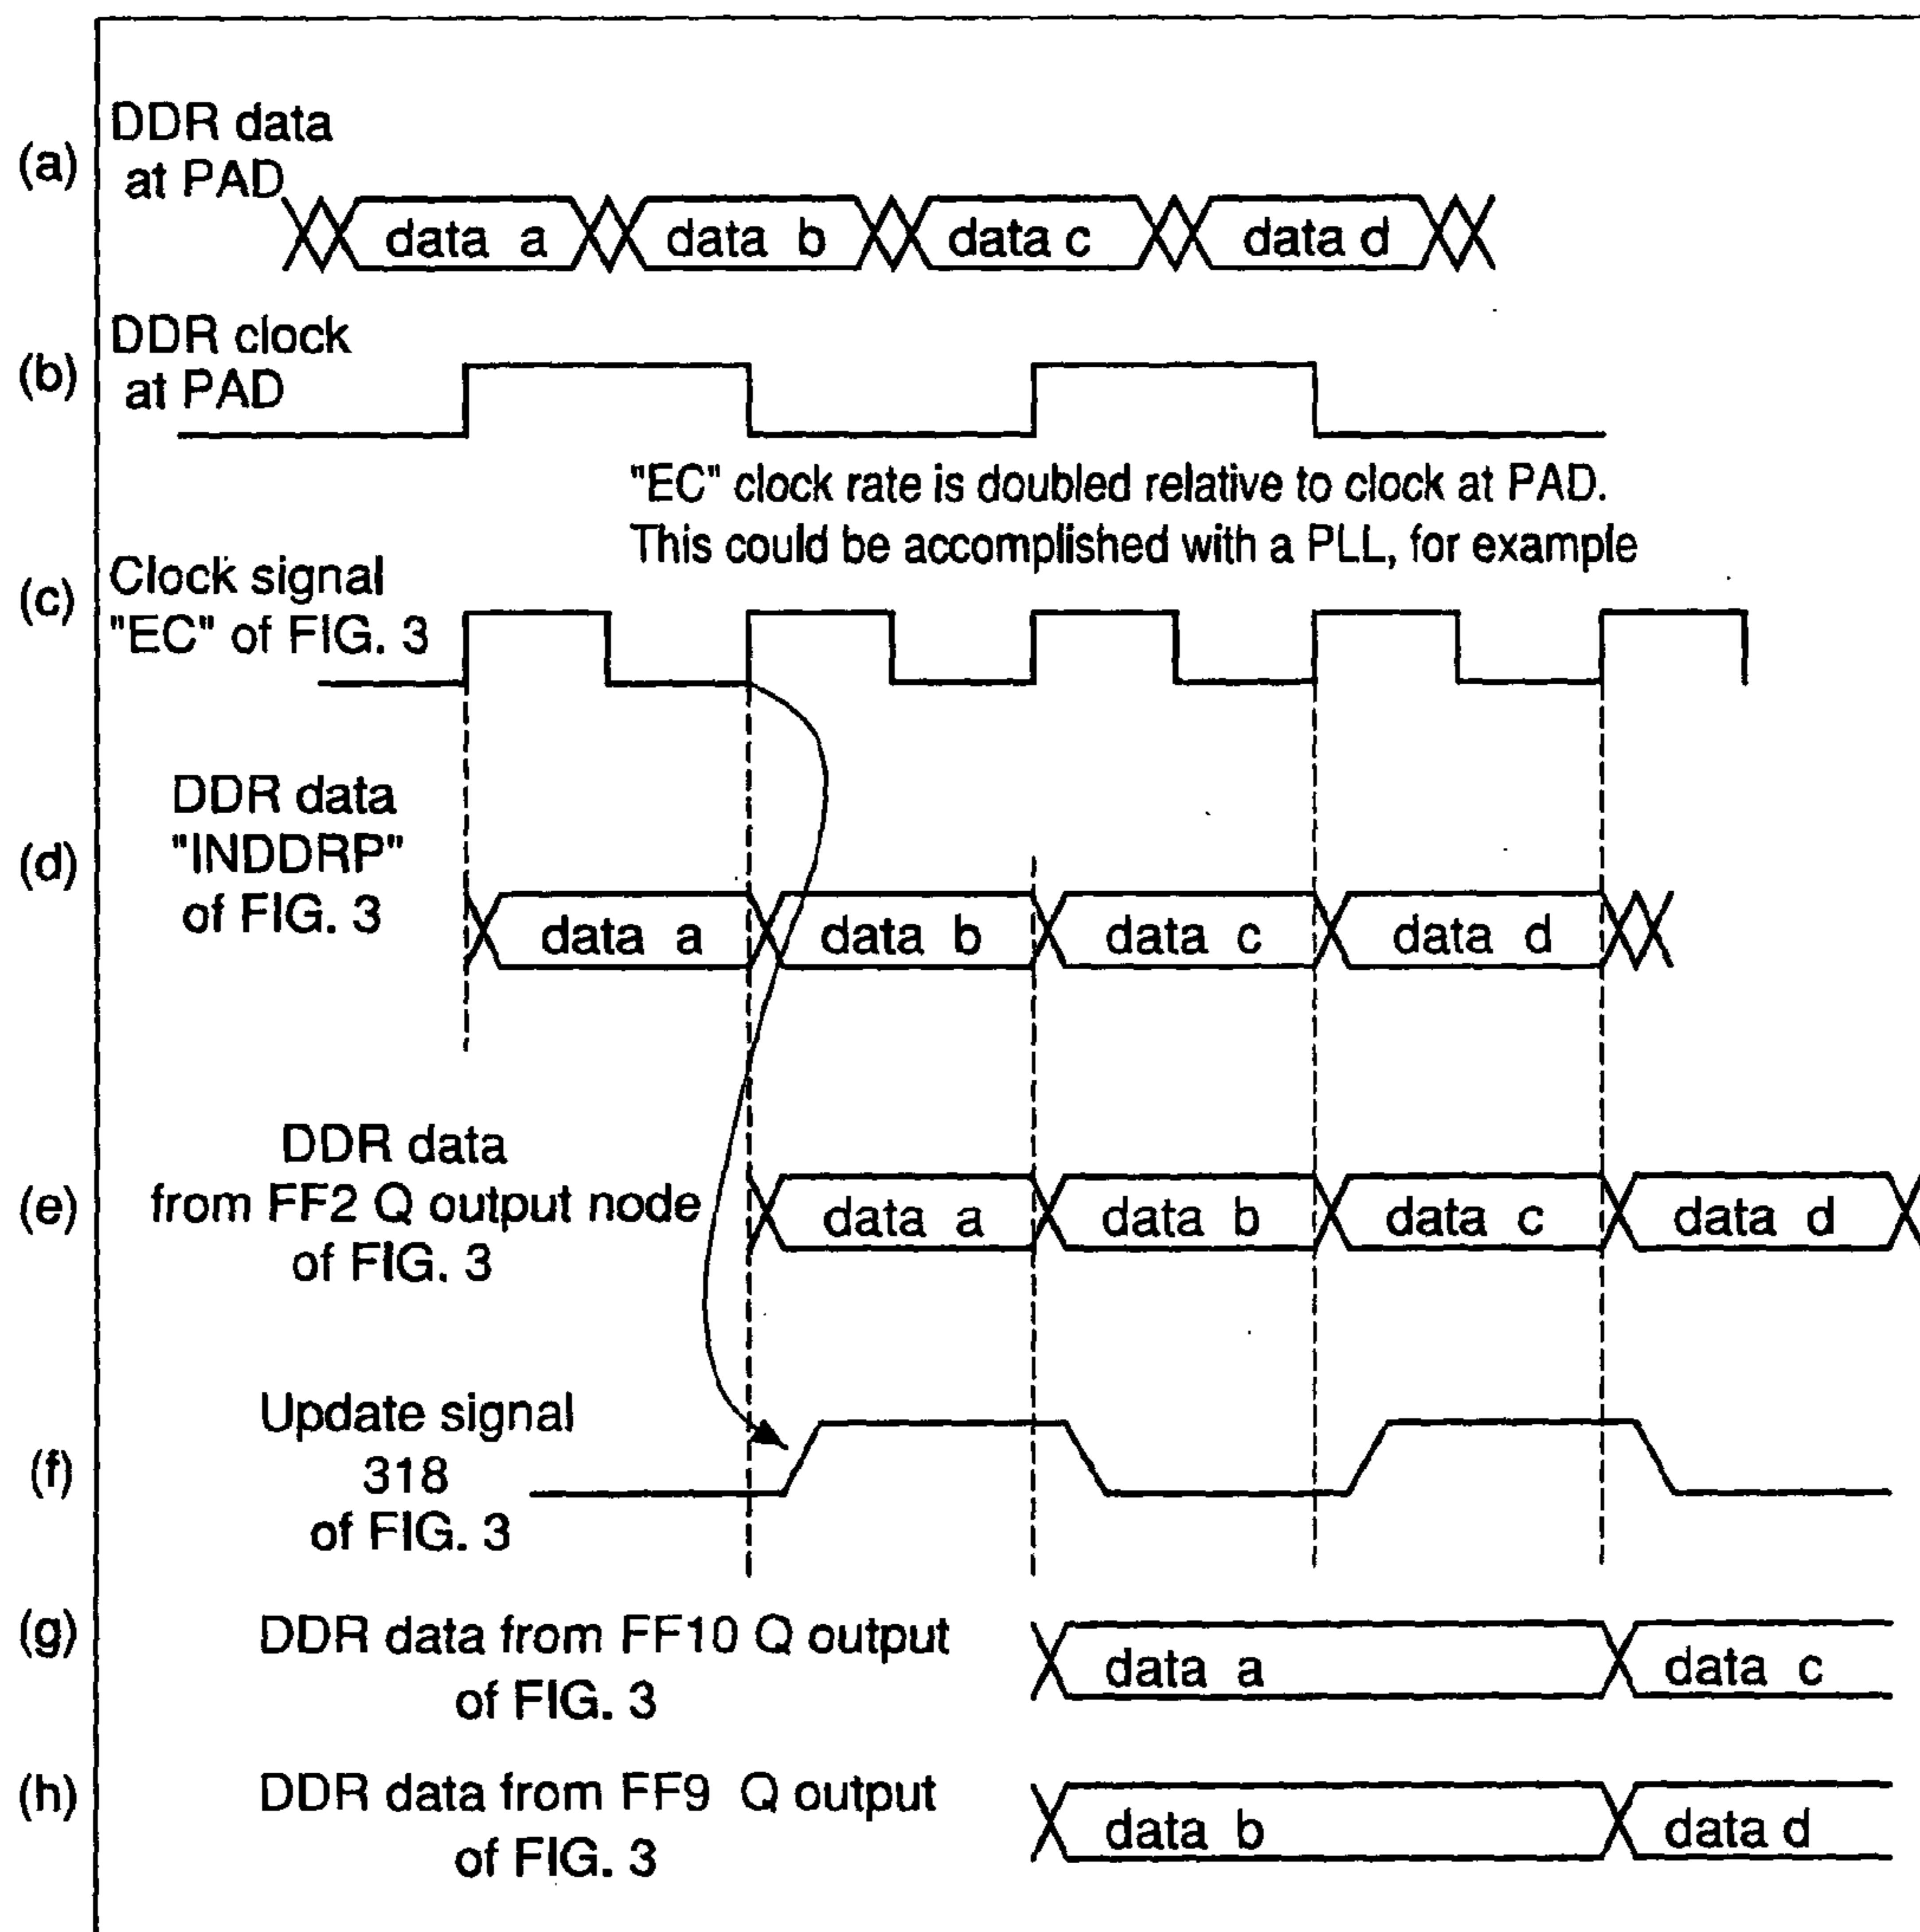 DDR data
(a)
at PAD
data a data b data c data d
DDR clock
(b)
at PAD
"EC" clock rate is doubled relative to clock at PAD.
This could be accomplished with a PLL, for example
Clock signal
(c)
"EC" of FIG. 3
DDR data
"INDDRP"
(d)
of FIG. 3
data a data b data c data d
DDR data
(e)
from FF2 Q output node
data a data b data c data d
of FIG. 3
Update signal
(f)
318
of FIG. 3
(g)
DDR data from FF10 Q output
data a data c
of FIG. 3
(h)
DDR data from FF9 Q output
data b data d
of FIG. 3